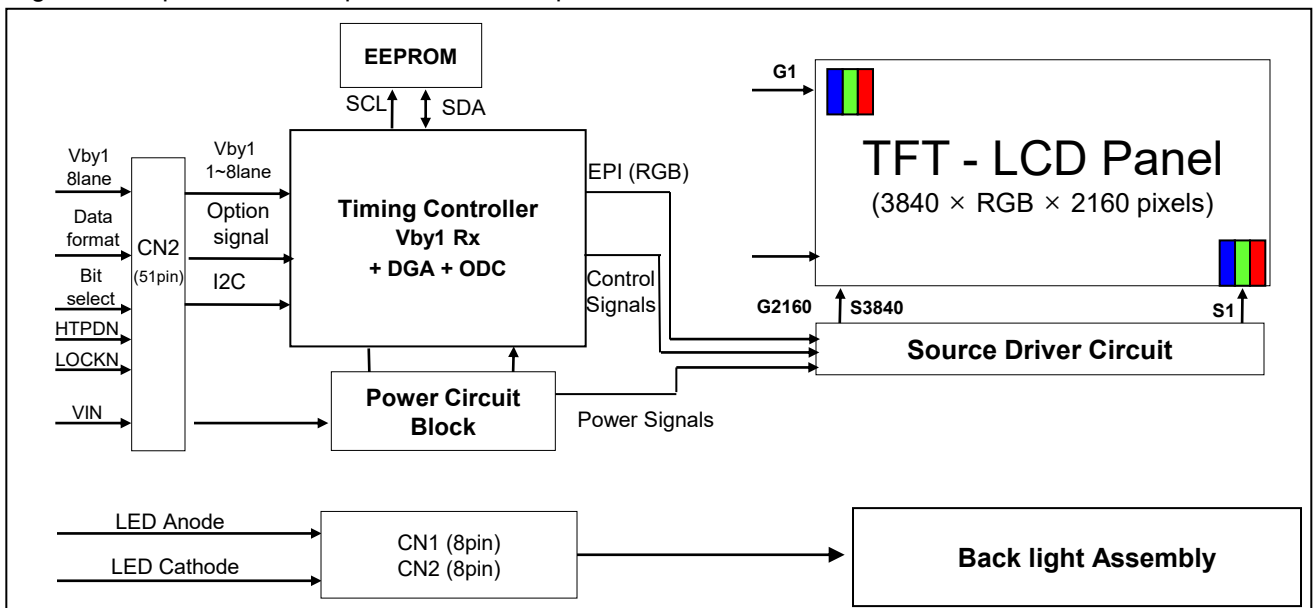 EEPROM
SCL
SDA
G1
TFT - LCD Panel
(3840 × RGB × 2160 pixels)
Vby1
8lane
Data
format
Bit
select
HTPDN
LOCKN
VIN
CN2
(51pin)
Vby1
1~8lane
Option
signal
I2C
Timing Controller
Vby1 Rx
+ DGA + ODC
EPI (RGB)
Control
Signals
G2160
S3840
S1
Source Driver Circuit
Power Circuit
Block
Power Signals
LED Anode
LED Cathode
CN1 (8pin)
CN2 (8pin)
Back light Assembly